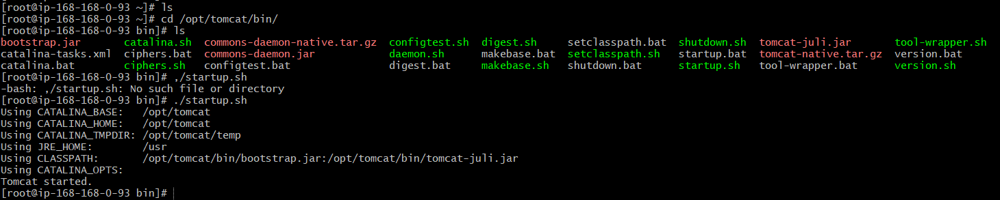 [root@ip-168-168-0-93 ~]# ls
[root@ip-168-168-0-93 ~]# cd /opt/tomcat/bin/
[root@ip-168-168-0-93 bin]# ls
bootstrap.jar catalina.sh commons-daemon-native.tar.gz configtest.sh digest.sh setclasspath.bat shutdown.sh tomcat-juli.jar tool-wrapper.sh
catalina-tasks.xml ciphers.bat commons-daemon.jar daemon.sh makebase.bat setclasspath.sh startup.bat tomcat-native.tar.gz version.bat
catalina.bat ciphers.sh configtest.bat digest.bat makebase.sh shutdown.bat startup.sh tool-wrapper.bat version.sh
[root@ip-168-168-0-93 bin]# ,/startup.sh
-bash: ,/startup.sh: No such file or directory
[root@ip-168-168-0-93 bin]# ./startup.sh
Using CATALINA_BASE: /opt/tomcat
Using CATALINA_HOME: /opt/tomcat
Using CATALINA_TMPDIR: /opt/tomcat/temp
Using JRE_HOME: /usr
Using CLASSPATH: /opt/tomcat/bin/bootstrap.jar:/opt/tomcat/bin/tomcat-juli.jar
Using CATALINA_OPTS:
Tomcat started.
[root@ip-168-168-0-93 bin]#